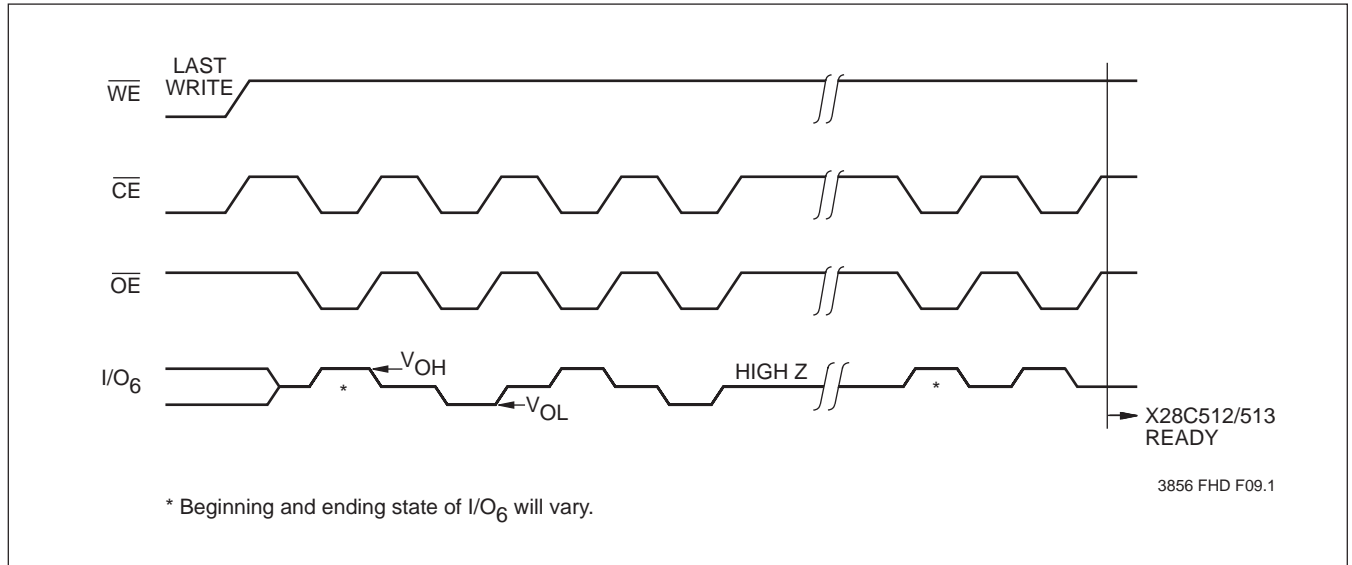 LAST
WRITE
WE
CE
OE
I/O6
VOH
*
VOL
HIGH Z
*
X28C512/513
READY
3856 FHD F09.1
* Beginning and ending state of I/O6 will vary.